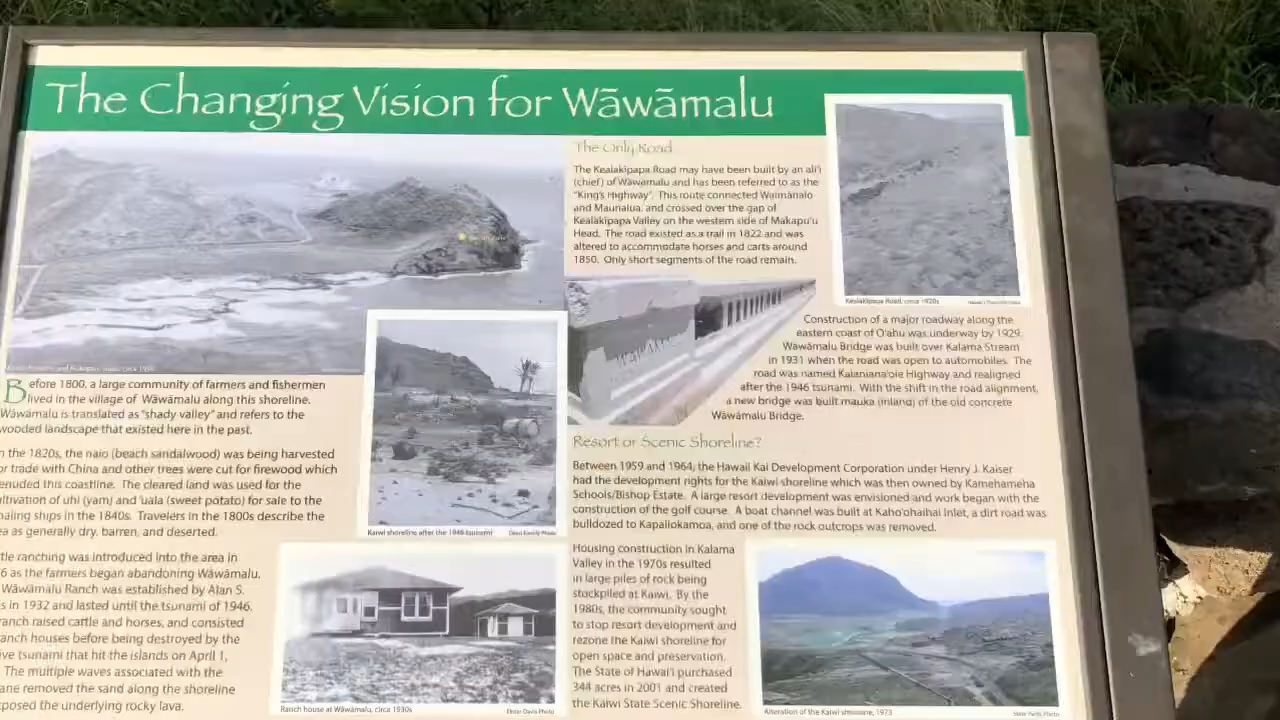 The Changing Vision for Wāwāmalu
Before 1800, a large community of farmers and fishermen
lived in the village of Wāwāmalu along this shoreline.
Wāwāmalu is translated as "shady valley" and refers to the
wooded landscape that existed here in the past.
n the 1820s, the naio (beach sandalwood) was being harvested
or trade with China and other trees were cut for firewood which
enuded this coastline. The cleared land was used for the
ultivation of uhi (yam) and 'uala (sweet potato) for sale to the
haling ships in the 1840s. Travelers in the 1800s describe the
ea as generally dry, barren, and deserted.
tle ranching was introduced into the area in
6 as the farmers began abandoning Wāwāmalu.
Wāwāmalu Ranch was established by Alan S.
s in 1932 and lasted until the tsunami of 1946.
ranch raised cattle and horses, and consisted
anch houses before being destroyed by the
ive tsunami that hit the islands on April 1,
The multiple waves associated with the
ane removed the sand along the shoreline
xposed the underlying rocky lava.
Kaiwi shoreline after the 1946 tsunami
Davis Family Photo
Ranch house at Wāwāmalu, circa 1930s
Elmer Davis Photo
The Only Road
The Kealakīpapa Road may have been built by an ali'i
(chief) of Wāwāmalu and has been referred to as the
"King's Highway". This route connected Waimānalo
and Maunalua, and crossed over the gap of
Kealakīpapa Valley on the western side of Makapu'u
Head. The road existed as a trail in 1822 and was
altered to accommodate horses and carts around
1850. Only short segments of the road remain.
Kealakīpapa Road, circa 1920s
Construction of a major roadway along the
eastern coast of O'ahu was underway by 1929.
Wāwāmalu Bridge was built over Kalama Stream
in 1931 when the road was open to automobiles. The
road was named Kalaniana'ole Highway and realigned
after the 1946 tsunami. With the shift in the road alignment,
a new bridge was built mauka (inland) of the old concrete
Wāwāmalu Bridge.
Resort or Scenic Shoreline?
Between 1959 and 1964, the Hawaii Kai Development Corporation under Henry J. Kaiser
had the development rights for the Kaiwi shoreline which was then owned by Kamehameha
Schools/Bishop Estate. A large resort development was envisioned and work began with the
construction of the golf course. A boat channel was built at Kaho'ohaihai Inlet, a dirt road was
bulldozed to Kapaliokamoa, and one of the rock outcrops was removed.
Housing construction in Kalama
Valley in the 1970s resulted
in large piles of rock being
stockpiled at Kaiwi. By the
1980s, the community sought
to stop resort development and
rezone the Kaiwi shoreline for
open space and preservation.
The State of Hawai'i purchased
344 acres in 2001 and created
the Kaiwi State Scenic Shoreline.
Alteration of the Kaiwi shoreline, 1973
State Parks Photo